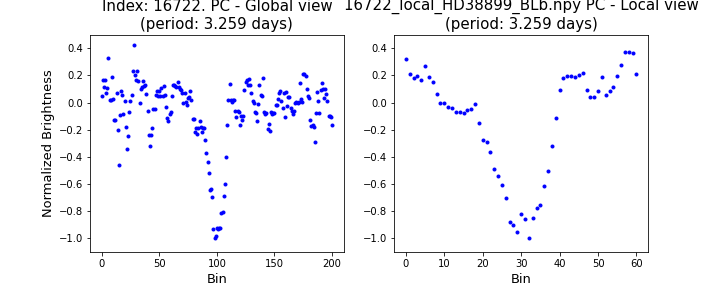 Index: 16722. PC - Global view
(period: 3.259 days)
16722_local_HD38899_BLb.npy PC - Local view
(period: 3.259 days)
Normalized Brightness
0.4
0.2
0.0
−0.2
−0.4
−0.6
−0.8
−1.0
0 50 100 150 200
Bin
0.4
0.2
0.0
−0.2
−0.4
−0.6
−0.8
−1.0
0 10 20 30 40 50 60
Bin